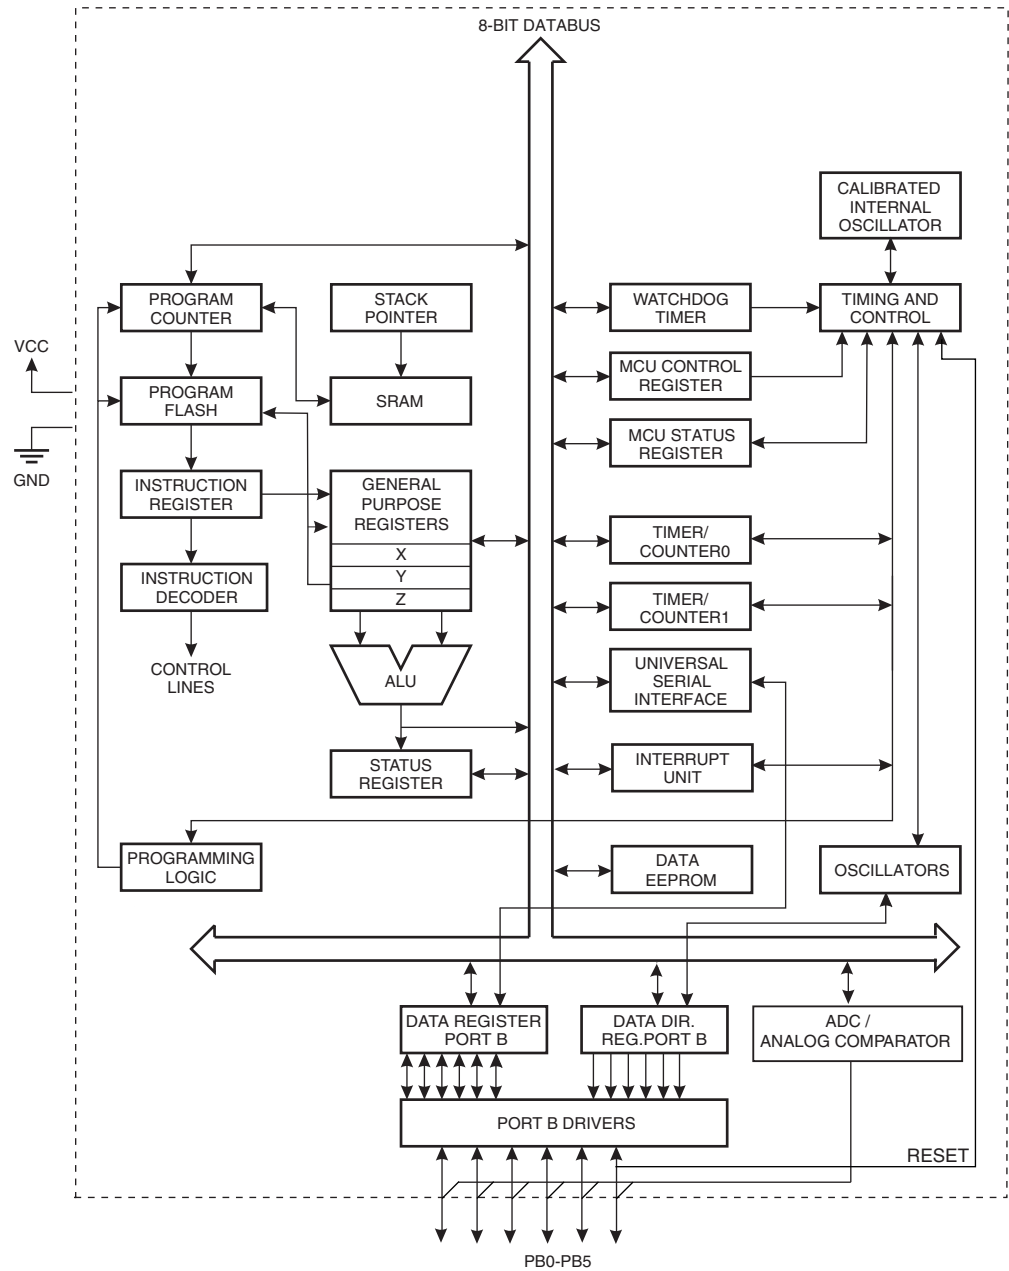 8-BIT DATABUS
CALIBRATED
INTERNAL
OSCILLATOR
PROGRAM
COUNTER
STACK
POINTER
WATCHDOG
TIMER
TIMING AND
CONTROL
VCC
MCU CONTROL
REGISTER
PROGRAM
FLASH
SRAM
MCU STATUS
REGISTER
GND
INSTRUCTION
REGISTER
GENERAL
PURPOSE
REGISTERS
X
Y
Z
TIMER/
COUNTER0
INSTRUCTION
DECODER
TIMER/
COUNTER1
CONTROL
LINES
ALU
UNIVERSAL
SERIAL
INTERFACE
STATUS
REGISTER
INTERRUPT
UNIT
PROGRAMMING
LOGIC
DATA
EEPROM
OSCILLATORS
DATA REGISTER
PORT B
DATA DIR.
REG.PORT B
ADC /
ANALOG COMPARATOR
PORT B DRIVERS
RESET
PB0-PB5